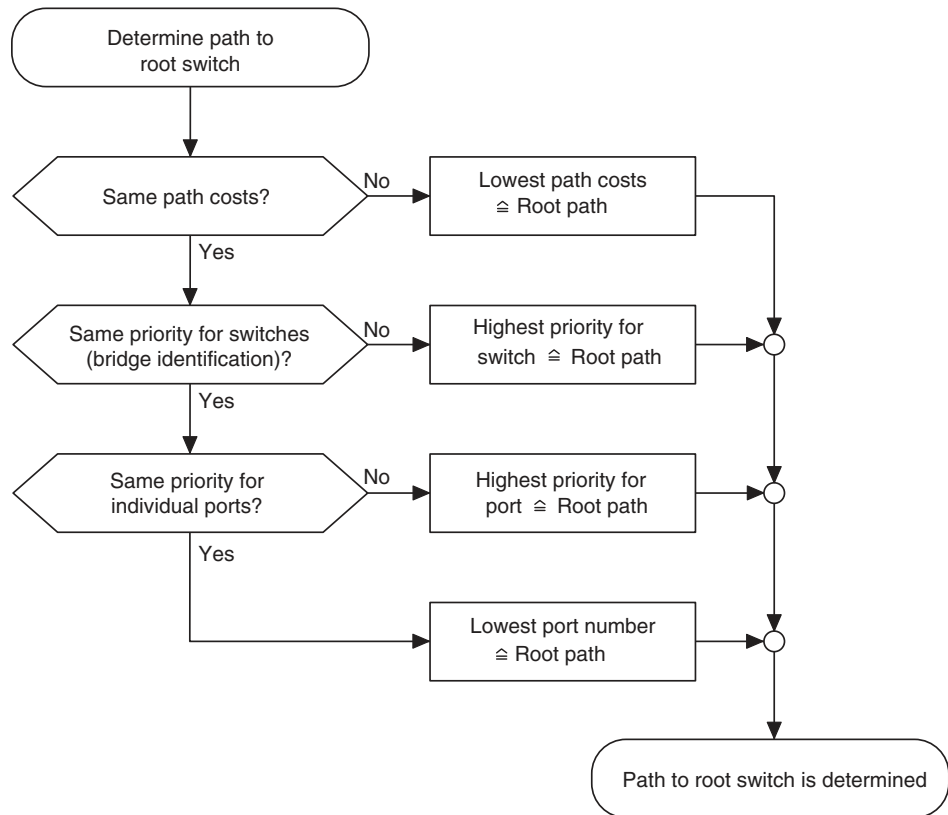 Determine path to
root switch
Same path costs?
No
Lowest path costs
≙ Root path
Yes
Same priority for switches
(bridge identification)?
No
Highest priority for
switch ≙ Root path
Yes
Same priority for
individual ports?
No
Highest priority for
port ≙ Root path
Yes
Lowest port number
≙ Root path
Path to root switch is determined